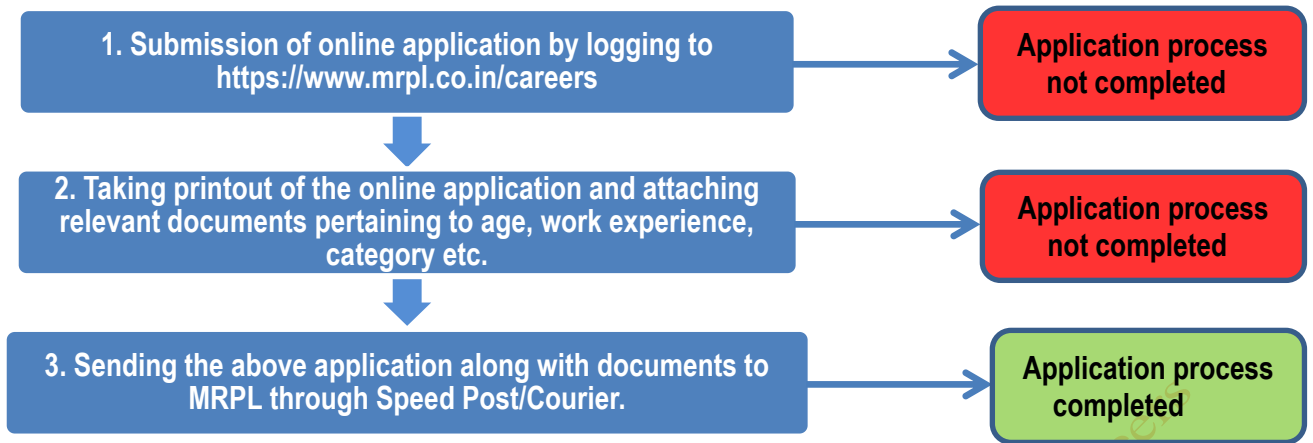 1. Submission of online application by logging to
https://www.mrpl.co.in/careers
Application process
not completed
2. Taking printout of the online application and attaching
relevant documents pertaining to age, work experience,
category etc.
Application process
not completed
3. Sending the above application along with documents to
MRPL through Speed Post/Courier.
Application process
completed